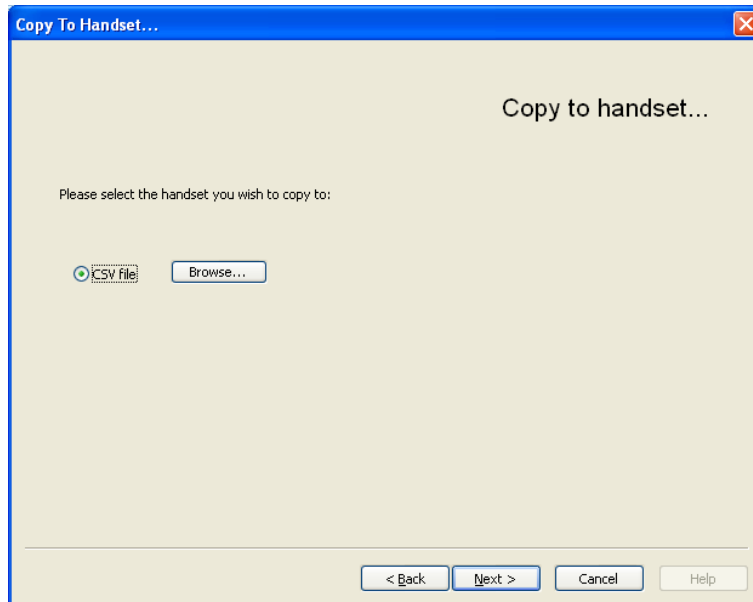 Copy To Handset...
Copy to handset...
Please select the handset you wish to copy to:
CSV file Browse...
< Back Next > Cancel Help